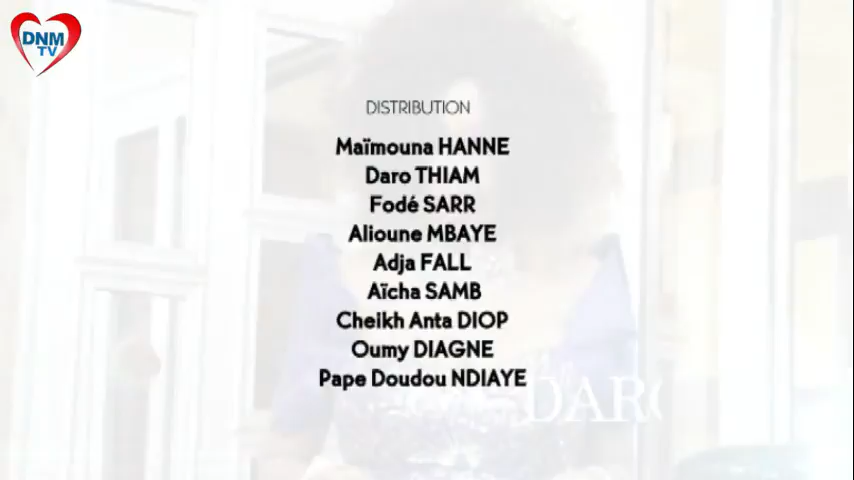 DNM
TV
DISTRIBUTION
Maïmouna HANNE
Daro THIAM
Fodé SARR
Alioune MBAYE
Adja FALL
Aïcha SAMB
Cheikh Anta DIOP
Oumy DIAGNE
Pape Doudou NDIAYE
DARO